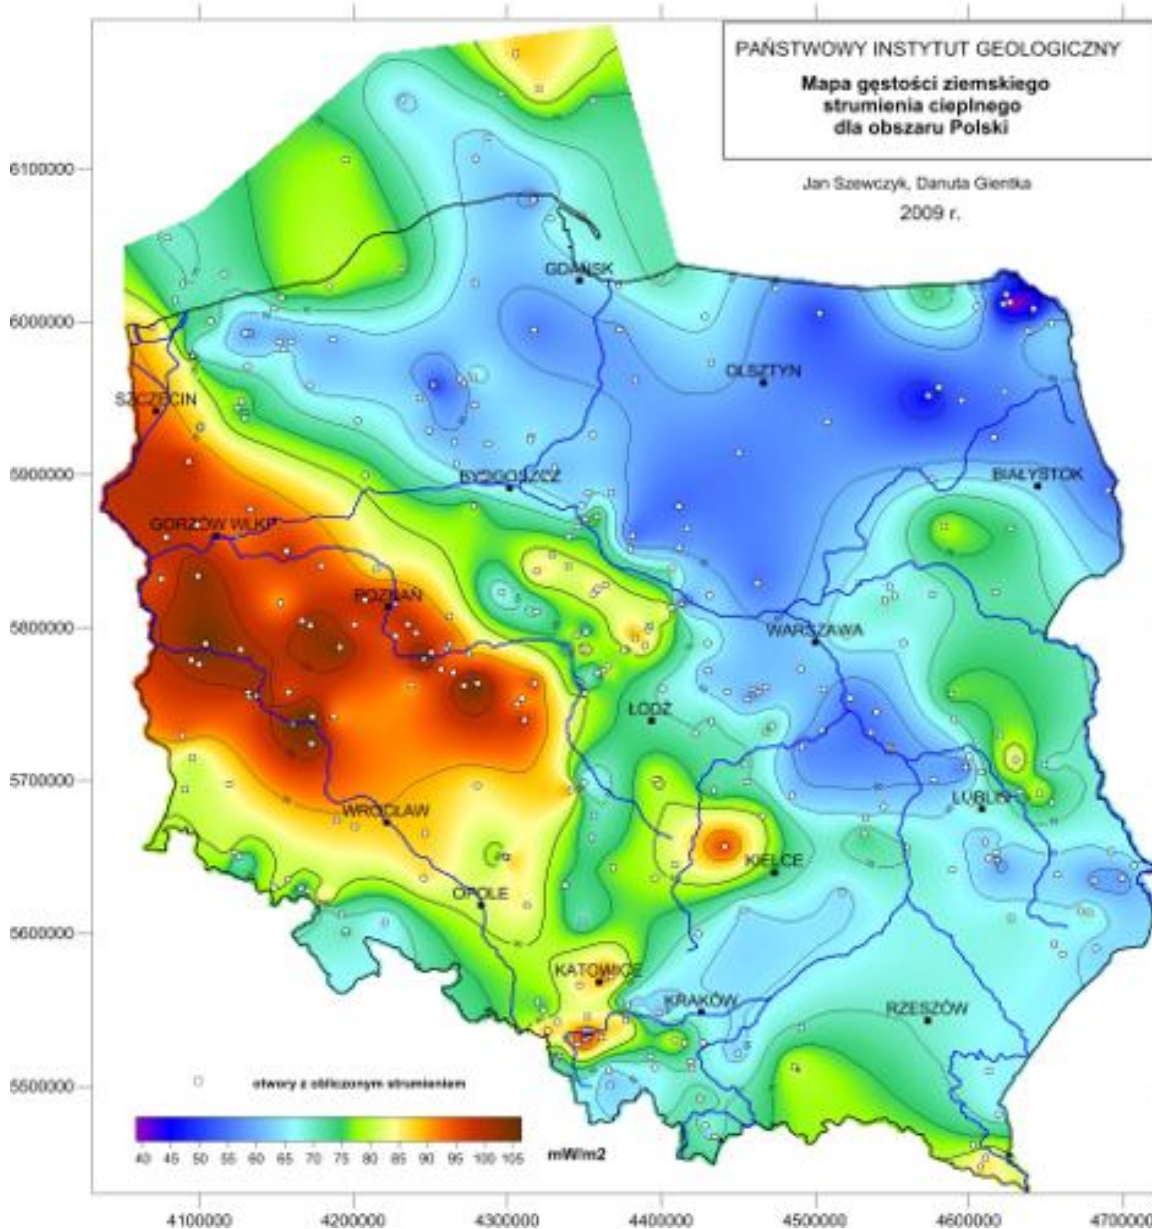 PAŃSTWOWY INSTYTUT GEOLOGICZNY
Mapa gęstości ziemskiego
strumienia cieplnego
dla obszaru Polski
Jan Szewczyk, Danuta Gientka
2009 r.
6100000
GDAŃSK
6000000
OLSZTYN
SZCZECIN
5900000
BYDGOSZCZ
BIAŁYSTOK
GORZÓW WLKP
POZNAŃ
5800000
WARSZAWA
ŁÓDŹ
5700000
WROCŁAW
LUBLIN
KIELCE
OPOLE
5600000
KATOWICE
KRAKÓW
RZESZÓW
5500000
otwory z obliczonym strumieniem
40 45 50 55 60 65 70 75 80 85 90 95 100 105
mW/m2
4100000 4200000 4300000 4400000 4500000 4600000 4700000